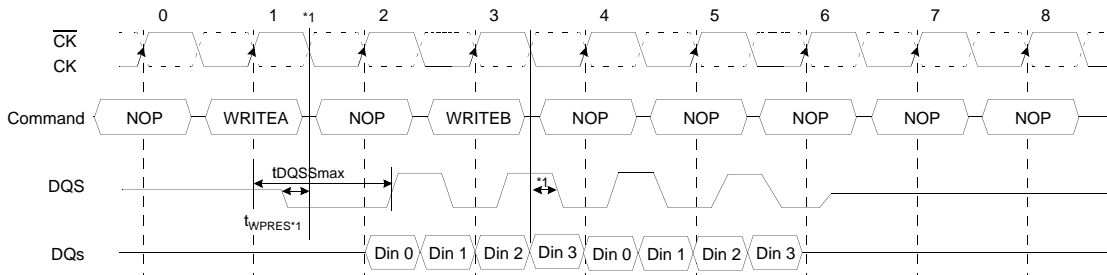 0 1 *1 2 3 4 5 6 7 8
CK
CK
Command NOP WRITEA NOP WRITEB NOP NOP NOP NOP NOP
tDQSSmax
DQS *1
tWPRES*1
DQs Din 0 Din 1 Din 2 Din 3 Din 0 Din 1 Din 2 Din 3